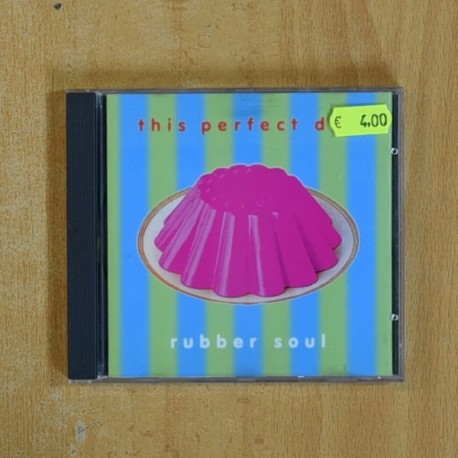 this perfect d
€ 4.00
rubber soul